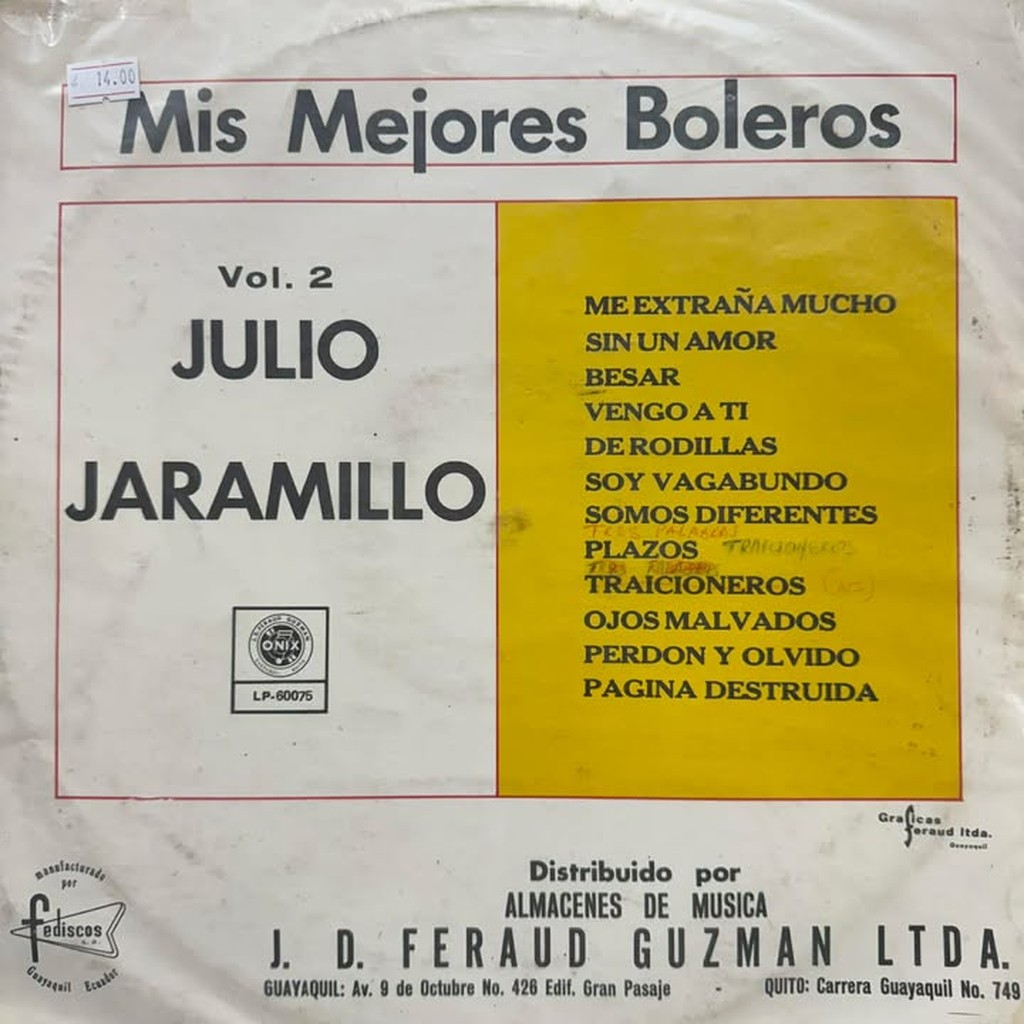 14.00
Mis Mejores Boleros
Vol. 2
JULIO
JARAMILLO
ONIX
LP-60075
ME EXTRAÑA MUCHO
SIN UN AMOR
BESAR
VENGO A TI
DE RODILLAS
SOY VAGABUNDO
SOMOS DIFERENTES
TRES PALABRAS
PLAZOS TRAICIONEROS
TRES
TRAICIONEROS
OJOS MALVADOS
PERDON Y OLVIDO
PAGINA DESTRUIDA
Graficas
feraud ltda.
Guayaquil
manufacturado
por
fediscos
s.a.
Guayaquil Ecuador
Distribuido por
ALMACENES DE MUSICA
J. D. FERAUD GUZMAN LTDA.
GUAYAQUIL: Av. 9 de Octubre No. 426 Edif. Gran Pasaje - QUITO: Carrera Guayaquil No. 749